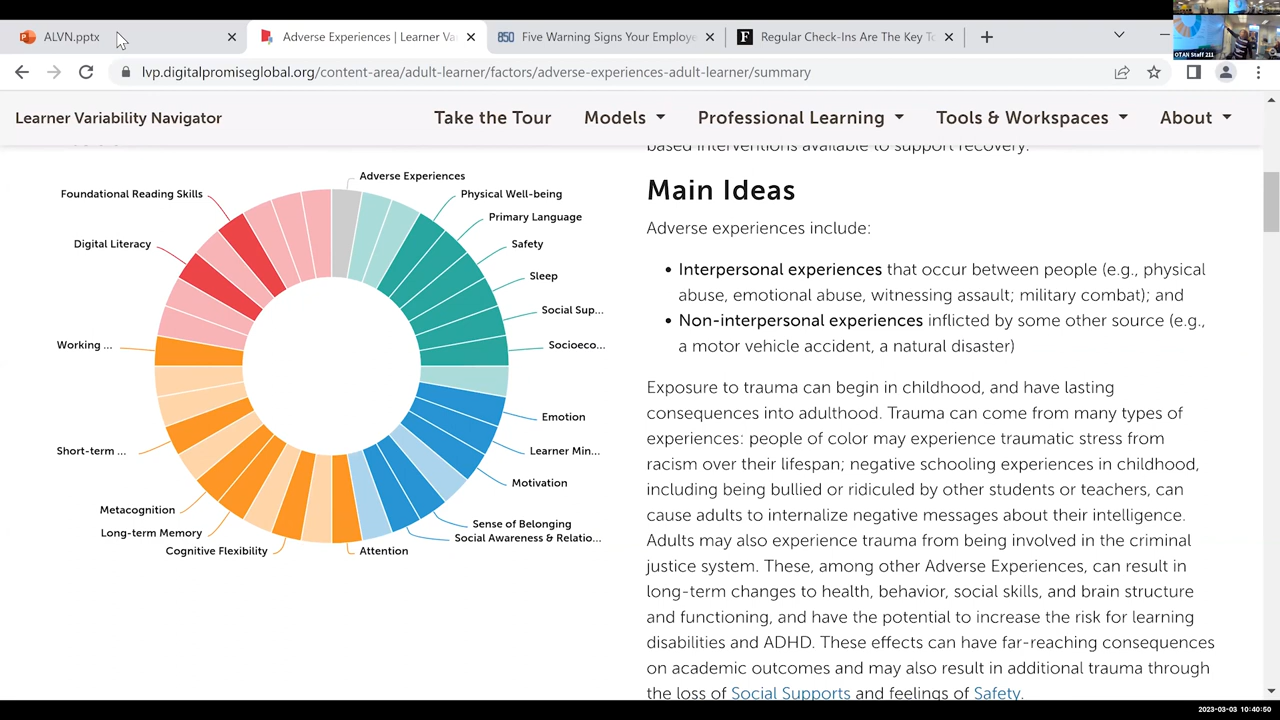 ALVN.pptx
Adverse Experiences | Learner Va
850 Five Warning Signs Your Employe
F Regular Check-Ins Are The Key To
OTAN Staff 211
lvp.digitalpromiseglobal.org/content-area/adult-learner/factors/adverse-experiences-adult-learner/summary
Learner Variability Navigator
Take the Tour
Models
Professional Learning
Tools & Workspaces
About
based interventions available to support recovery.
Adverse Experiences
Physical Well-being
Primary Language
Safety
Sleep
Social Sup...
Socioeco...
Emotion
Learner Min...
Motivation
Sense of Belonging
Social Awareness & Relatio...
Attention
Cognitive Flexibility
Long-term Memory
Metacognition
Short-term ...
Working ...
Digital Literacy
Foundational Reading Skills
Main Ideas
Adverse experiences include:
• Interpersonal experiences that occur between people (e.g., physical
abuse, emotional abuse, witnessing assault; military combat); and
• Non-interpersonal experiences inflicted by some other source (e.g.,
a motor vehicle accident, a natural disaster)
Exposure to trauma can begin in childhood, and have lasting
consequences into adulthood. Trauma can come from many types of
experiences: people of color may experience traumatic stress from
racism over their lifespan; negative schooling experiences in childhood,
including being bullied or ridiculed by other students or teachers, can
cause adults to internalize negative messages about their intelligence.
Adults may also experience trauma from being involved in the criminal
justice system. These, among other Adverse Experiences, can result in
long-term changes to health, behavior, social skills, and brain structure
and functioning, and have the potential to increase the risk for learning
disabilities and ADHD. These effects can have far-reaching consequences
on academic outcomes and may also result in additional trauma through
the loss of Social Supports and feelings of Safety.
2023-03-03 10:40:50